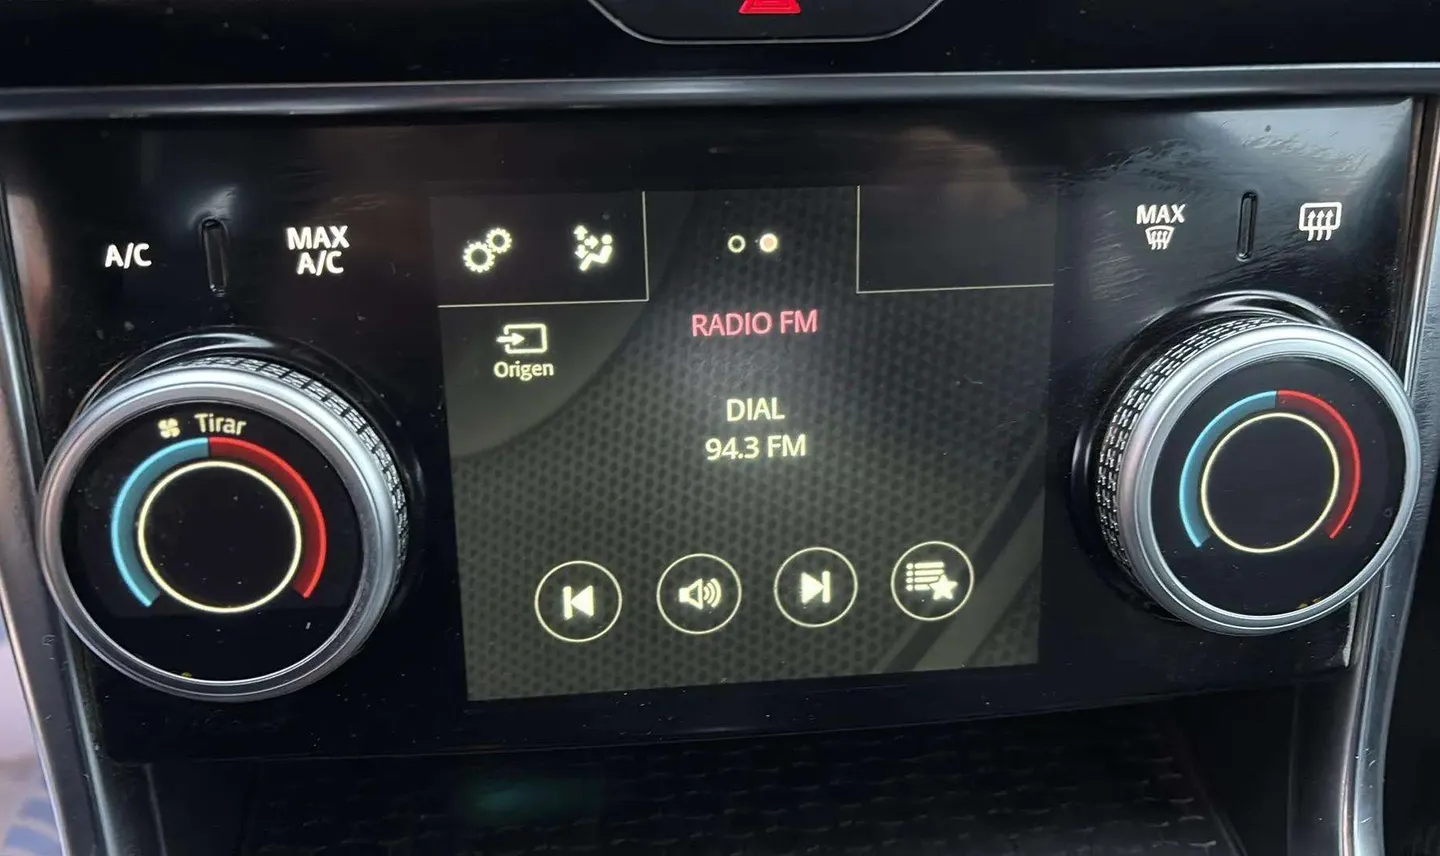 A/C
MAX
A/C
MAX
Origen
RADIO FM
DIAL
94.3 FM
Tirar